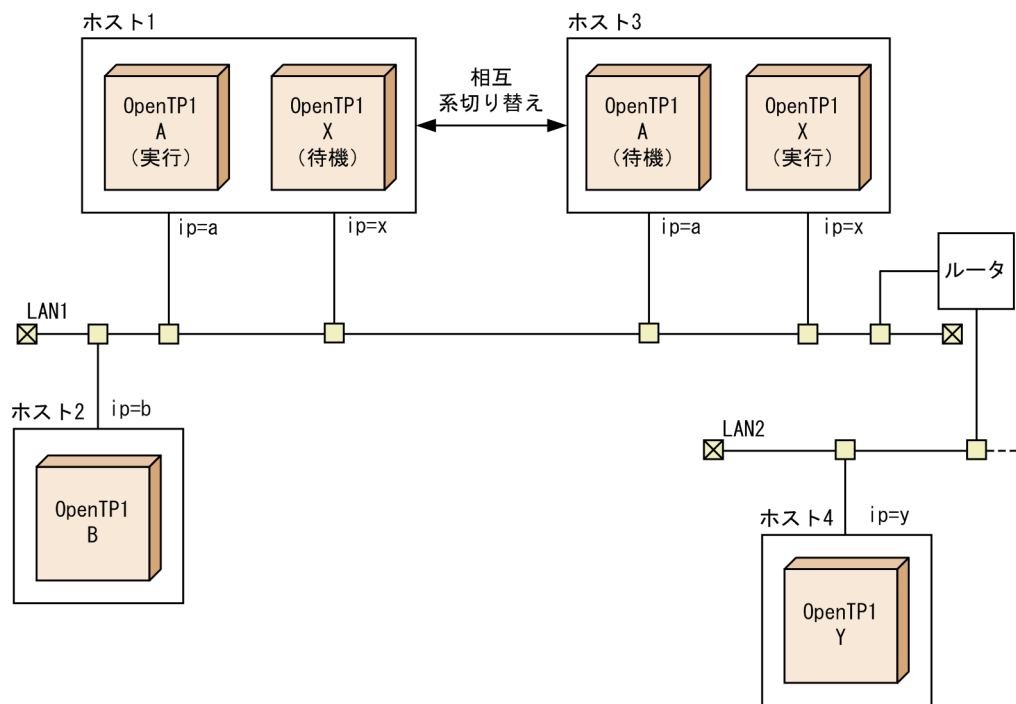 ホスト1
OpenTP1
A
（実行）
OpenTP1
X
（待機）
ip=a
ip=x
相互
系切り替え
ホスト3
OpenTP1
A
（待機）
OpenTP1
X
（実行）
ip=a
ip=x
ルータ
LAN1
ホスト2
ip=b
OpenTP1
B
LAN2
ホスト4
ip=y
OpenTP1
Y